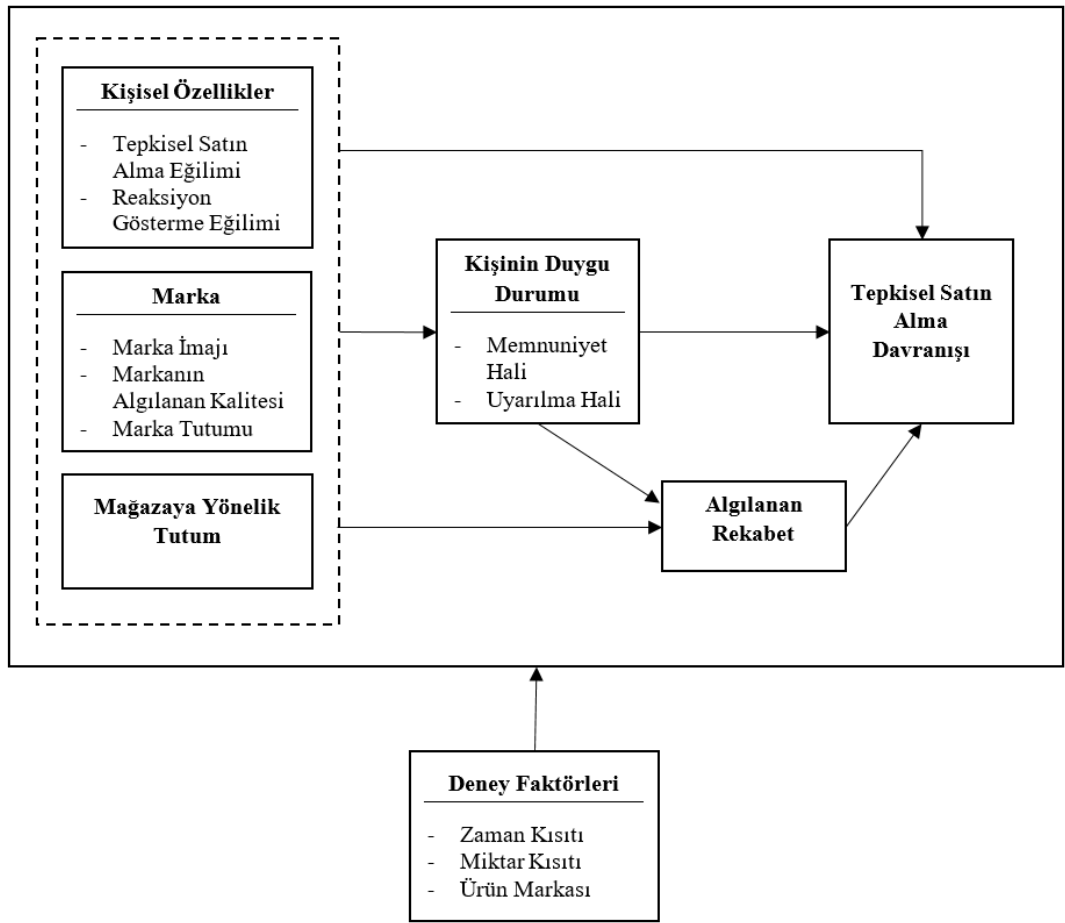 Kişisel Özellikler
- Tepkisel Satın
Alma Eğilimi
- Reaksiyon
Gösterme Eğilimi
Marka
- Marka İmajı
- Markanın
Algılanan Kalitesi
- Marka Tutumu
Mağazaya Yönelik
Tutum
Kişinin Duygu
Durumu
- Memnuniyet
Hali
- Uyarılma Hali
Algılanan
Rekabet
Tepkisel Satın
Alma
Davranışı
Deney Faktörleri
- Zaman Kısıtı
- Miktar Kısıtı
- Ürün Markası